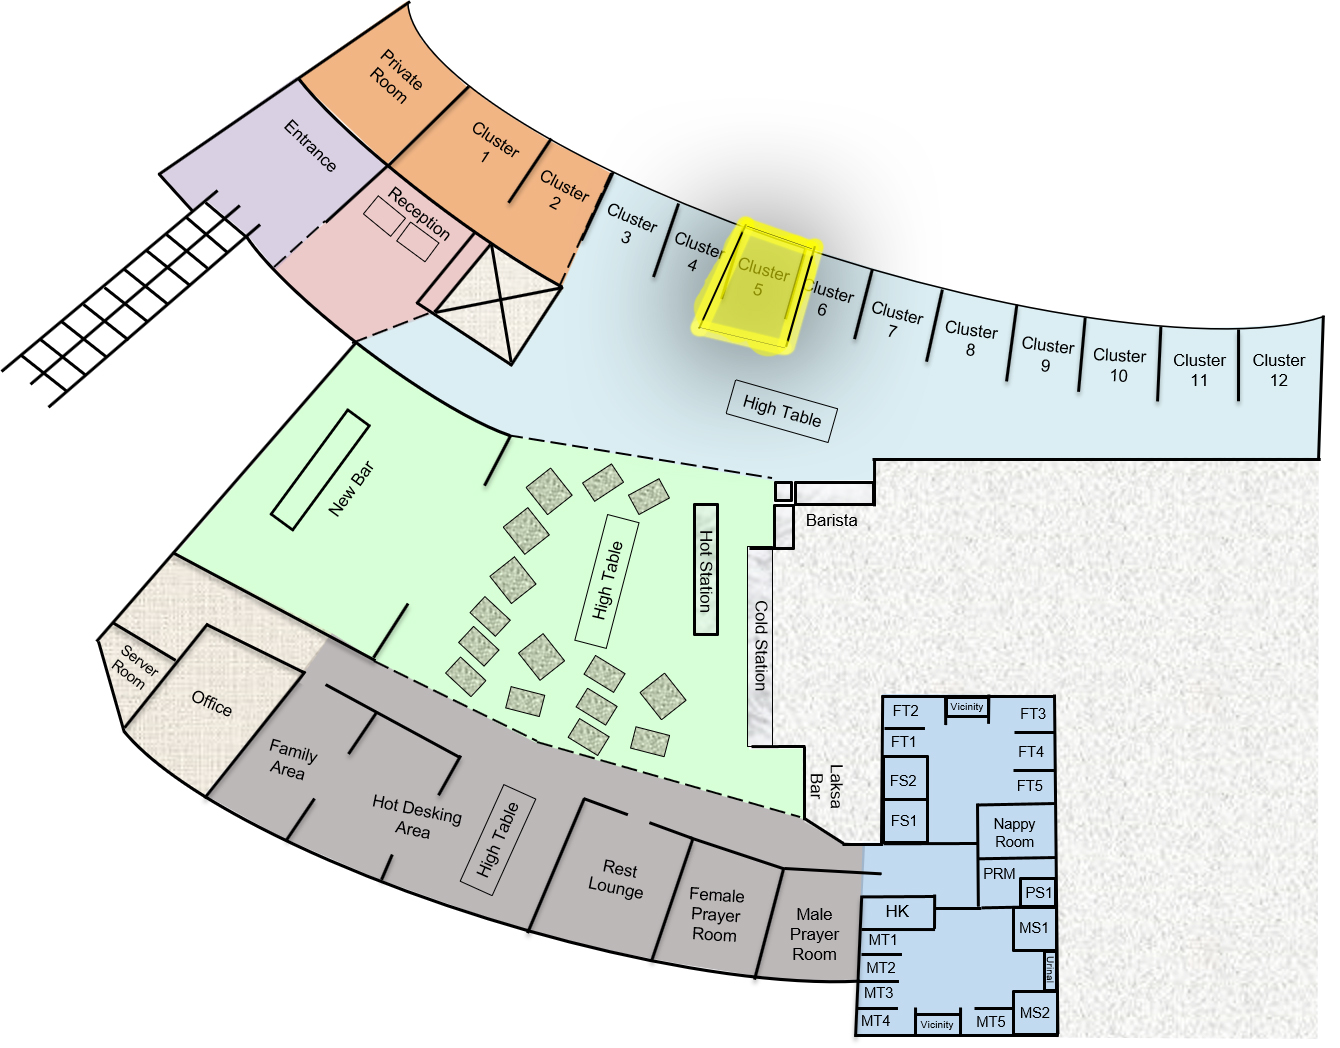 Private
Room
Entrance
Cluster
1
Cluster
2
Reception
Cluster
3
Cluster
4
Cluster
5
Cluster
6
Cluster
7
Cluster
8
Cluster
9
Cluster
10
Cluster
11
Cluster
12
High Table
New Bar
High Table
Hot Station
Barista
Cold Station
Laksa
Bar
Server
Room
Office
Family
Area
Hot Desking
Area
High Table
Rest
Lounge
Female
Prayer
Room
Male
Prayer
Room
FT2
Vicinity
FT3
FT1
FT4
FS2
FT5
FS1
Nappy
Room
PRM
PS1
HK
MS1
MT1
MT2
Urinal
MT3
MT4
Vicinity
MT5
MS2